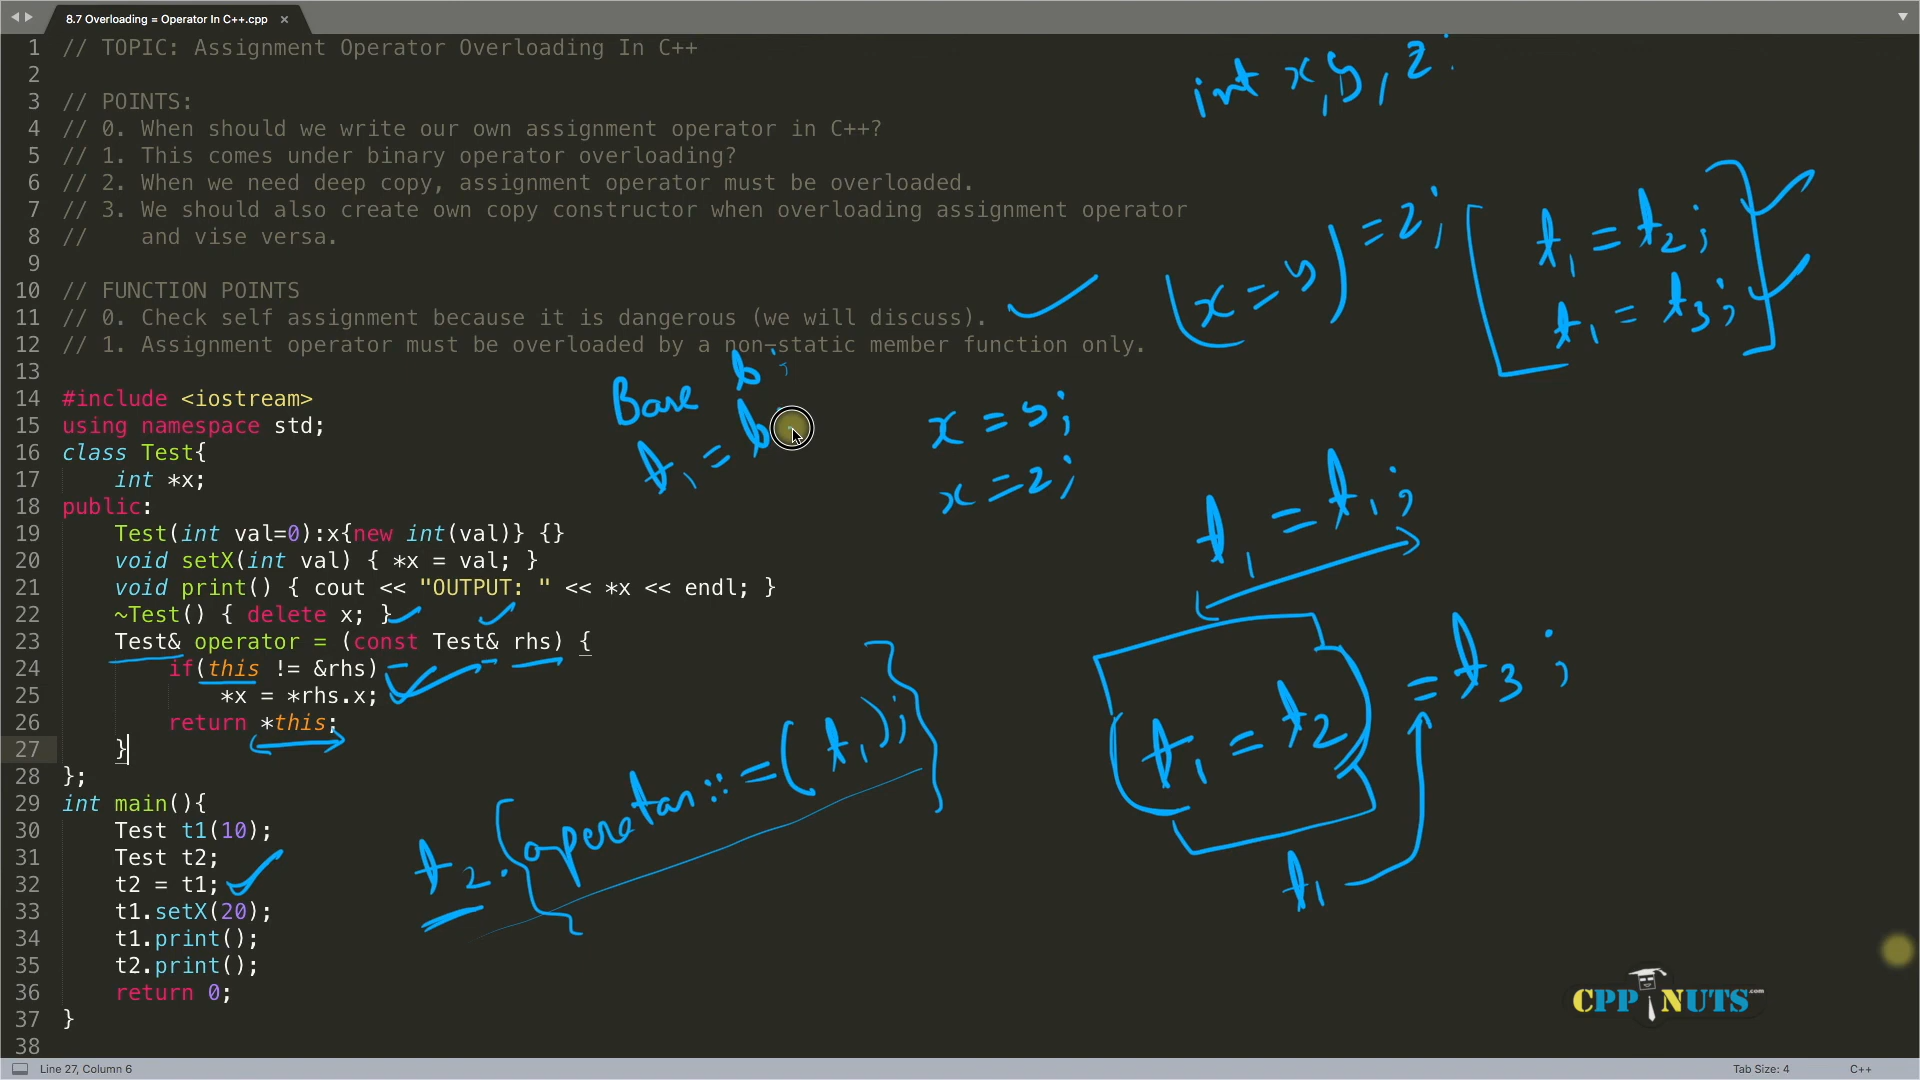 8.7 Overloading = Operator In C++.cpp ×
1 // TOPIC: Assignment Operator Overloading In C++
2
3 // POINTS:
4 // 0. When should we write our own assignment operator in C++?
5 // 1. This comes under binary operator overloading?
6 // 2. When we need deep copy, assignment operator must be overloaded.
7 // 3. We should also create own copy constructor when overloading assignment operator
8 //    and vise versa.
9
10 // FUNCTION POINTS
11 // 0. Check self assignment because it is dangerous (we will discuss).
12 // 1. Assignment operator must be overloaded by a non-static member function only.
13
14 #include <iostream>
15 using namespace std;
16 class Test{
17     int *x;
18 public:
19     Test(int val=0):x{new int(val)} {}
20     void setX(int val) { *x = val; }
21     void print() { cout << "OUTPUT: " << *x << endl; }
22     ~Test() { delete x; }
23     Test& operator = (const Test& rhs) {
24         if(this != &rhs)
25             *x = *rhs.x;
26         return *this;
27     }
28 };
29 int main(){
30     Test t1(10);
31     Test t2;
32     t2 = t1;
33     t1.setX(20);
34     t1.print();
35     t2.print();
36     return 0;
37 }
38
int x,y,z;
(x=y)=z;
t1=t2;
t1=t3;
Base b;
t1=b
x=y;
x=z;
t1=t1;
(t1=t2)=t3;
t1
t2.operator::=(t1);
CPP NUTS.com
Line 27, Column 6
Tab Size: 4
C++